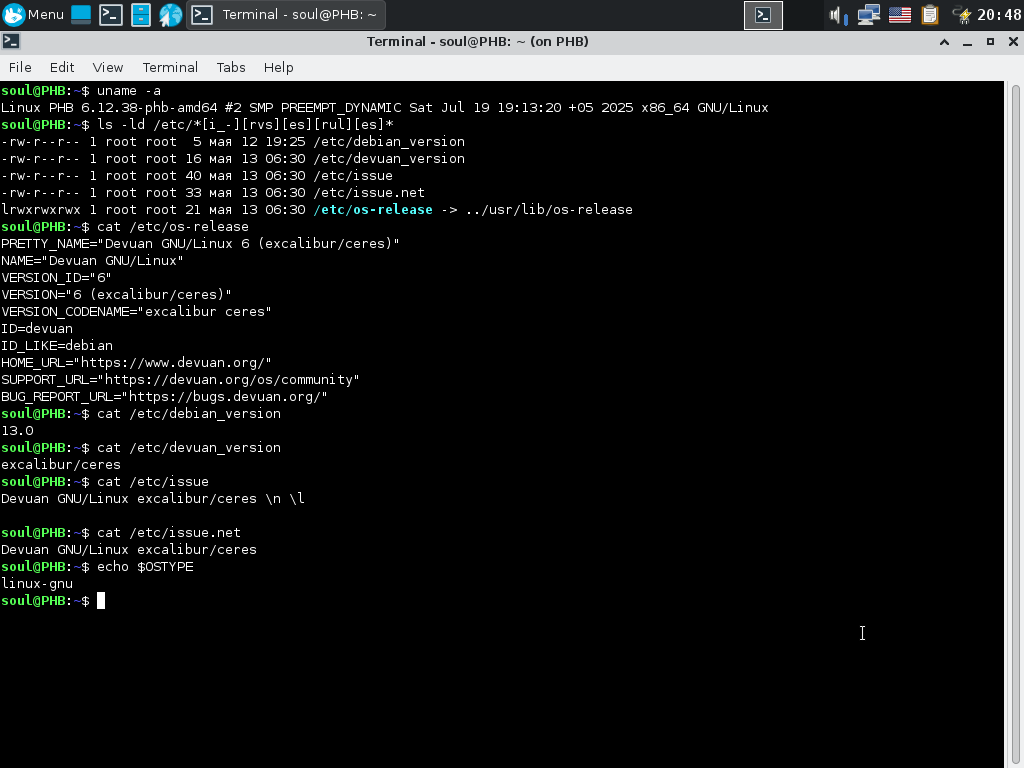 Menu
Terminal - soul@PHB: ~
20:48
Terminal - soul@PHB: ~ (on PHB)
File Edit View Terminal Tabs Help
soul@PHB:~$ uname -a
Linux PHB 6.12.38-phb-amd64 #2 SMP PREEMPT_DYNAMIC Sat Jul 19 19:13:20 +05 2025 x86_64 GNU/Linux
soul@PHB:~$ ls -ld /etc/*[i_-][rvs][es][rul][es]*
-rw-r--r-- 1 root root  5 мая 12 19:25 /etc/debian_version
-rw-r--r-- 1 root root 16 мая 13 06:30 /etc/devuan_version
-rw-r--r-- 1 root root 40 мая 13 06:30 /etc/issue
-rw-r--r-- 1 root root 33 мая 13 06:30 /etc/issue.net
lrwxrwxrwx 1 root root 21 мая 13 06:30 /etc/os-release -> ../usr/lib/os-release
soul@PHB:~$ cat /etc/os-release
PRETTY_NAME="Devuan GNU/Linux 6 (excalibur/ceres)"
NAME="Devuan GNU/Linux"
VERSION_ID="6"
VERSION="6 (excalibur/ceres)"
VERSION_CODENAME="excalibur ceres"
ID=devuan
ID_LIKE=debian
HOME_URL="https://www.devuan.org/"
SUPPORT_URL="https://devuan.org/os/community"
BUG_REPORT_URL="https://bugs.devuan.org/"
soul@PHB:~$ cat /etc/debian_version
13.0
soul@PHB:~$ cat /etc/devuan_version
excalibur/ceres
soul@PHB:~$ cat /etc/issue
Devuan GNU/Linux excalibur/ceres \n \l
soul@PHB:~$ cat /etc/issue.net
Devuan GNU/Linux excalibur/ceres
soul@PHB:~$ echo $OSTYPE
linux-gnu
soul@PHB:~$